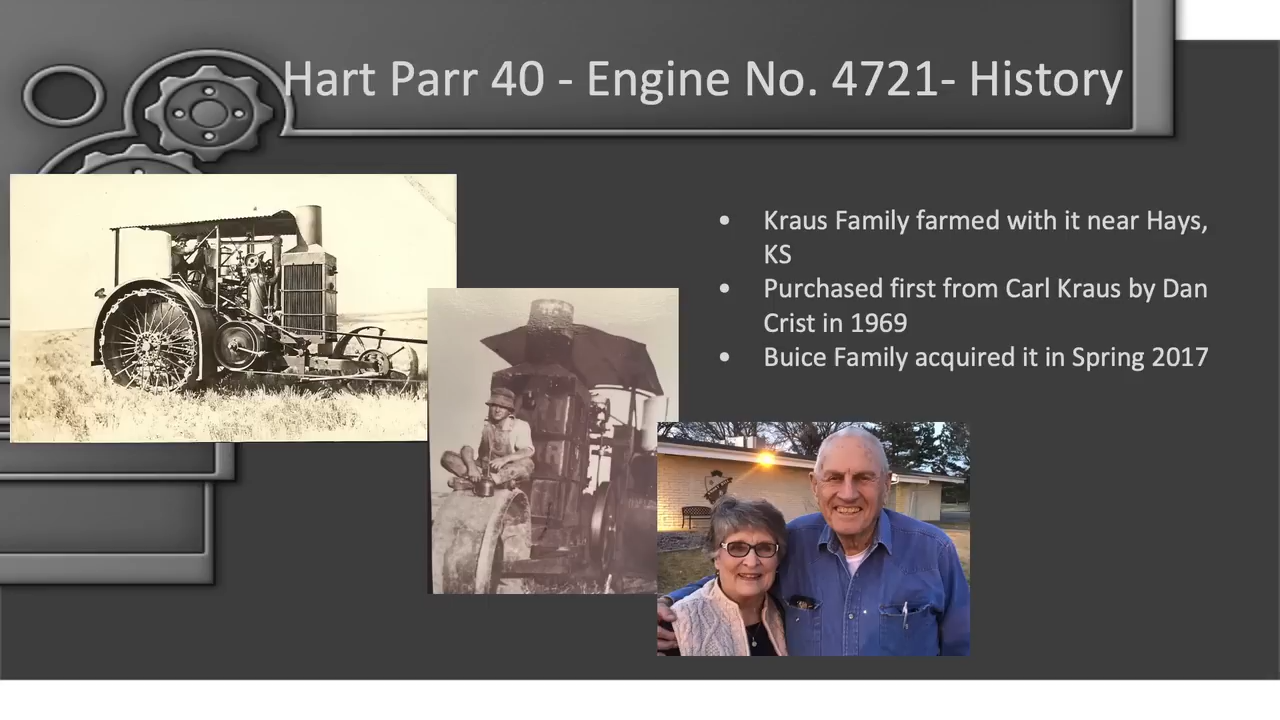 Hart Parr 40 - Engine No. 4721- History
• Kraus Family farmed with it near Hays,
KS
• Purchased first from Carl Kraus by Dan
Crist in 1969
• Buice Family acquired it in Spring 2017